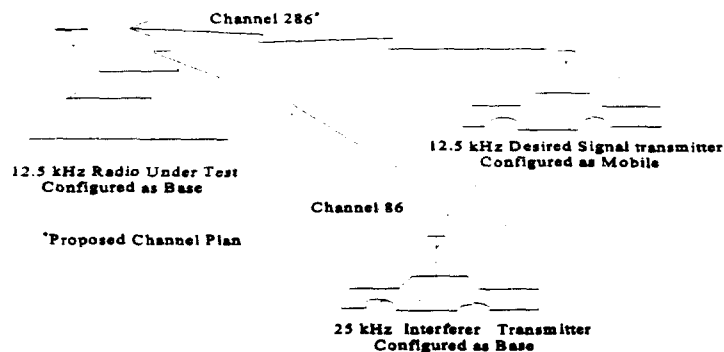 Channel 286*
12.5 kHz Desired Signal transmitter
Configured as Mobile
12.5 kHz Radio Under Test
Configured as Base
Channel 86
*Proposed Channel Plan
25 kHz Interferer Transmitter
Configured as Base